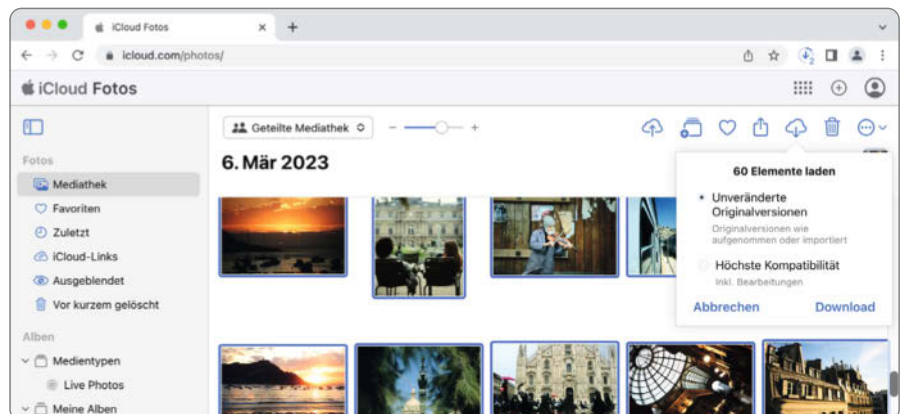 iCloud Fotos
icloud.com/photos/
iCloud Fotos
Geteilte Mediathek
6. Mär 2023
Fotos
Mediathek
Favoriten
Zuletzt
iCloud-Links
Ausgeblendet
Vor kurzem gelöscht
Alben
Medientypen
Live Photos
Meine Alben
60 Elemente laden
Unveränderte
Originalversionen
Originalversionen wie
aufgenommen oder importiert
Höchste Kompatibilität
Inkl. Bearbeitungen
Abbrechen Download